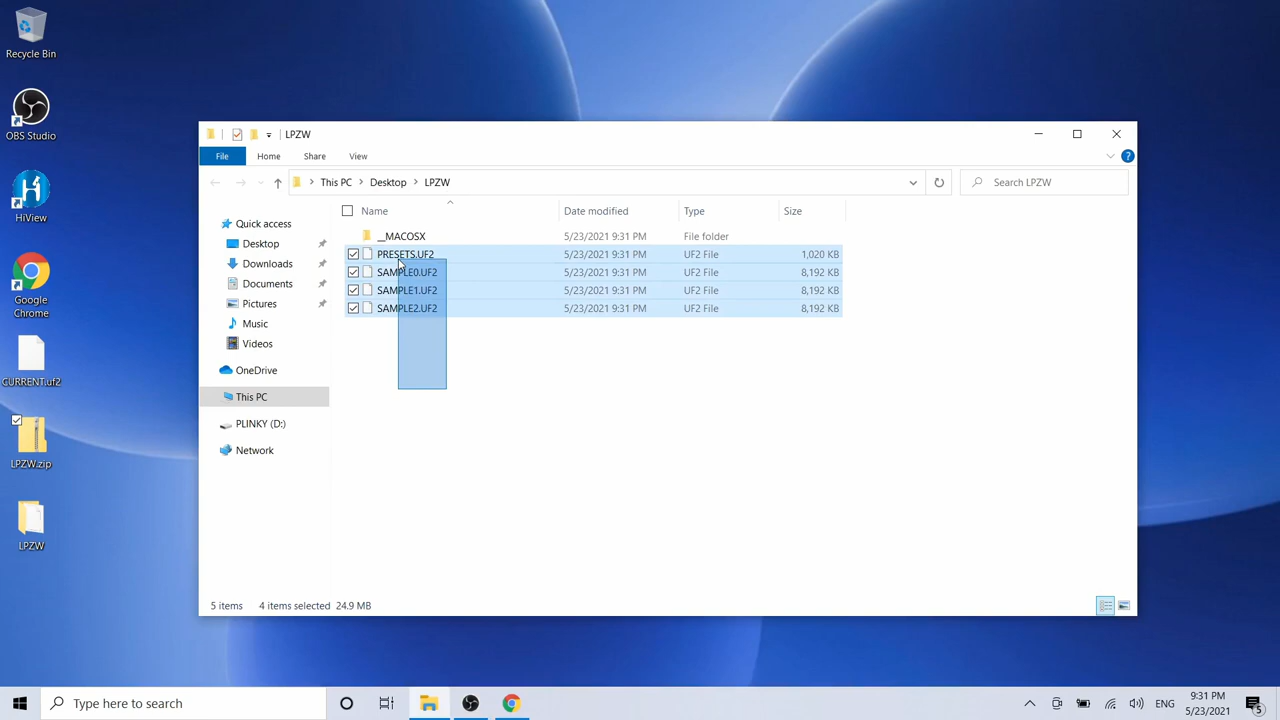 Recycle Bin
OBS Studio
HiView
Google
Chrome
CURRENT.uf2
LPZW.zip
LPZW
LPZW
File Home Share View
This PC Desktop LPZW
Search LPZW
Name Date modified Type Size
Quick access
Desktop
Downloads
Documents
Pictures
Music
Videos
OneDrive
This PC
PLINKY (D:)
Network
__MACOSX 5/23/2021 9:31 PM File folder
PRESETS.UF2 5/23/2021 9:31 PM UF2 File 1,020 KB
SAMPLE0.UF2 5/23/2021 9:31 PM UF2 File 8,192 KB
SAMPLE1.UF2 5/23/2021 9:31 PM UF2 File 8,192 KB
SAMPLE2.UF2 5/23/2021 9:31 PM UF2 File 8,192 KB
5 items 4 items selected 24.9 MB
Type here to search
ENG
9:31 PM
5/23/2021
5